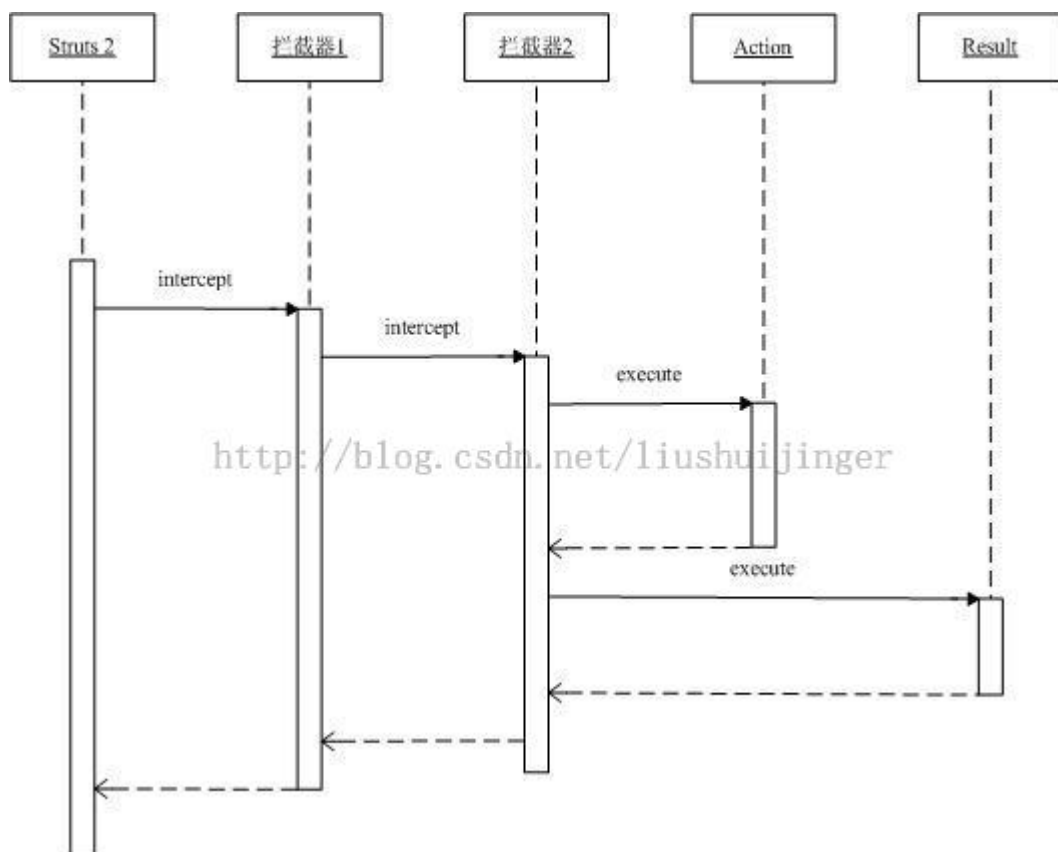 Struts 2
拦截器1
拦截器2
Action
Result
intercept
intercept
execute
http://blog.csdn.net/liushuijinger
execute